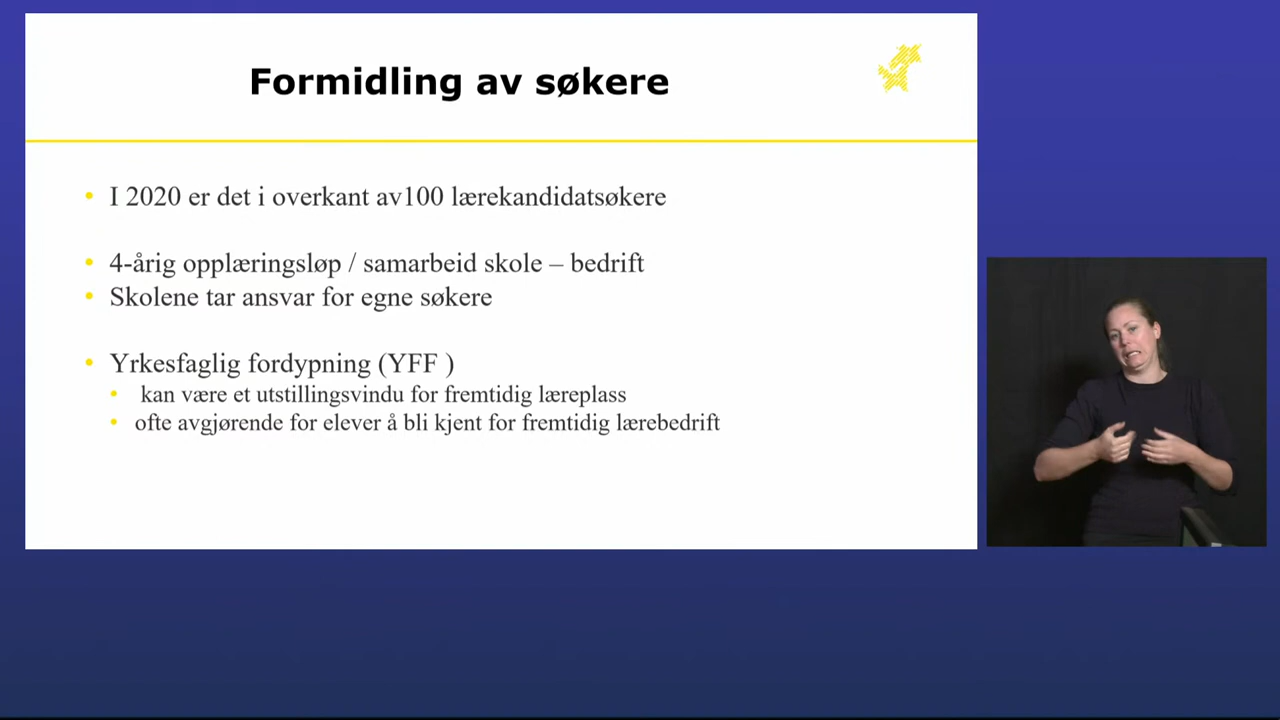 Formidling av søkere
• I 2020 er det i overkant av100 lærekandidatsøkere
• 4-årig opplæringsløp / samarbeid skole – bedrift
• Skolene tar ansvar for egne søkere
• Yrkesfaglig fordypning (YFF )
• kan være et utstillingsvindu for fremtidig læreplass
• ofte avgjørende for elever å bli kjent for fremtidig lærebedrift